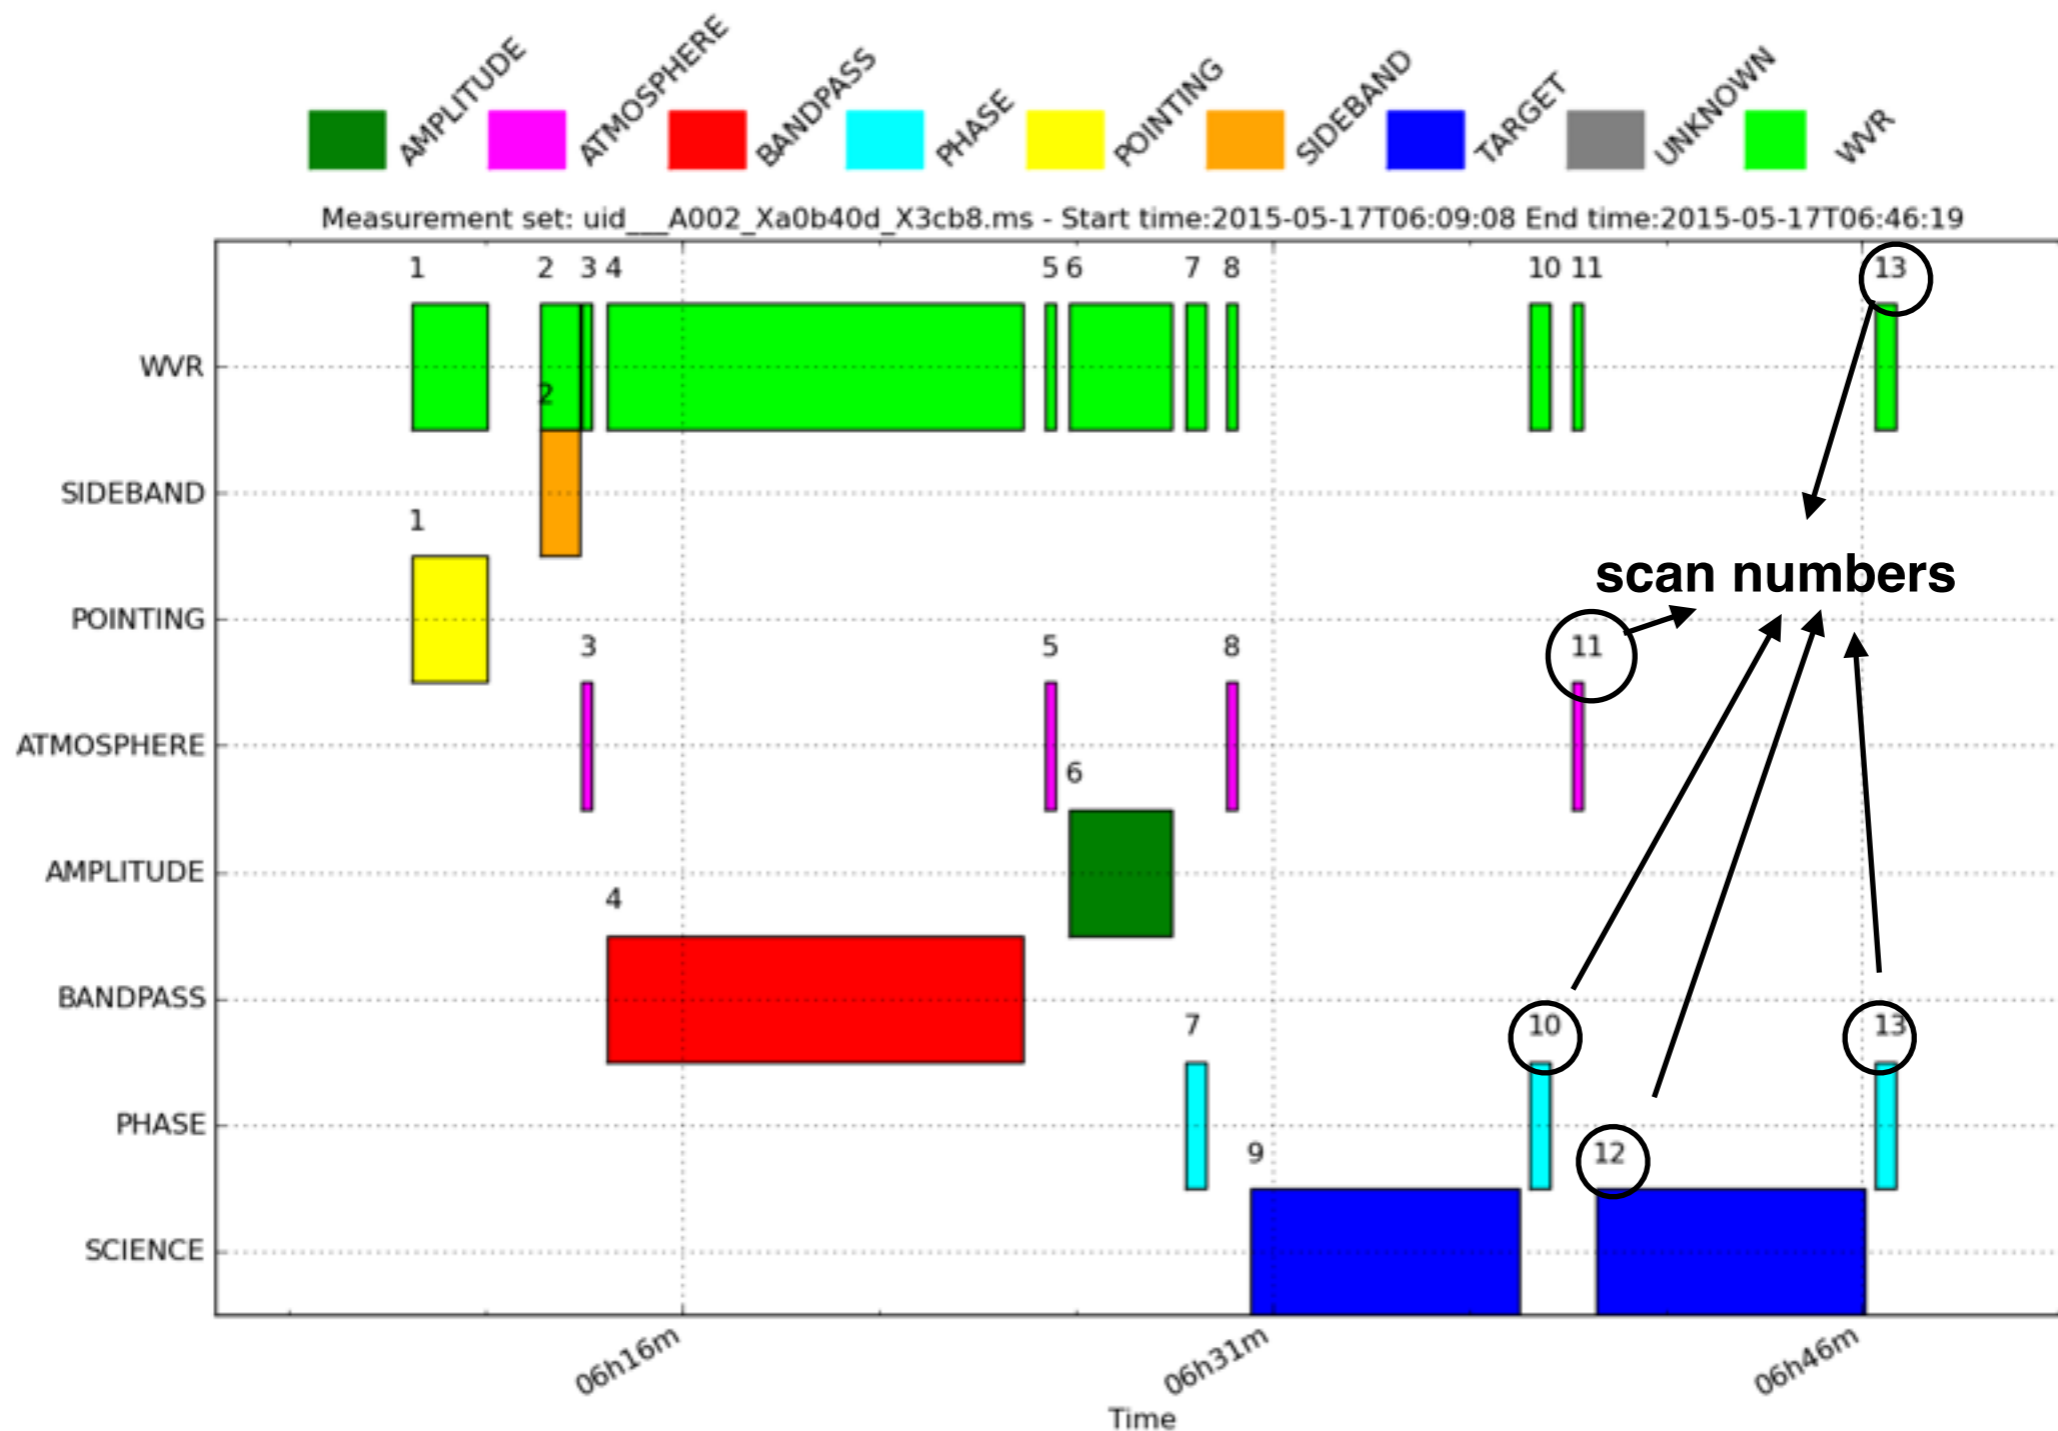 AMPLITUDE
ATMOSPHERE
BANDPASS
PHASE
POINTING
SIDEBAND
TARGET
UNKNOWN
WVR
Measurement set: uid___A002_Xa0b40d_X3cb8.ms - Start time:2015-05-17T06:09:08 End time:2015-05-17T06:46:19
1 2 3 4 5 6 7 8 10 11 13
WVR
2
SIDEBAND
1
scan numbers
POINTING
3 5 8 11
ATMOSPHERE
6
AMPLITUDE
4
BANDPASS
7 10 13
PHASE
9 12
SCIENCE
06h16m 06h31m 06h46m
Time